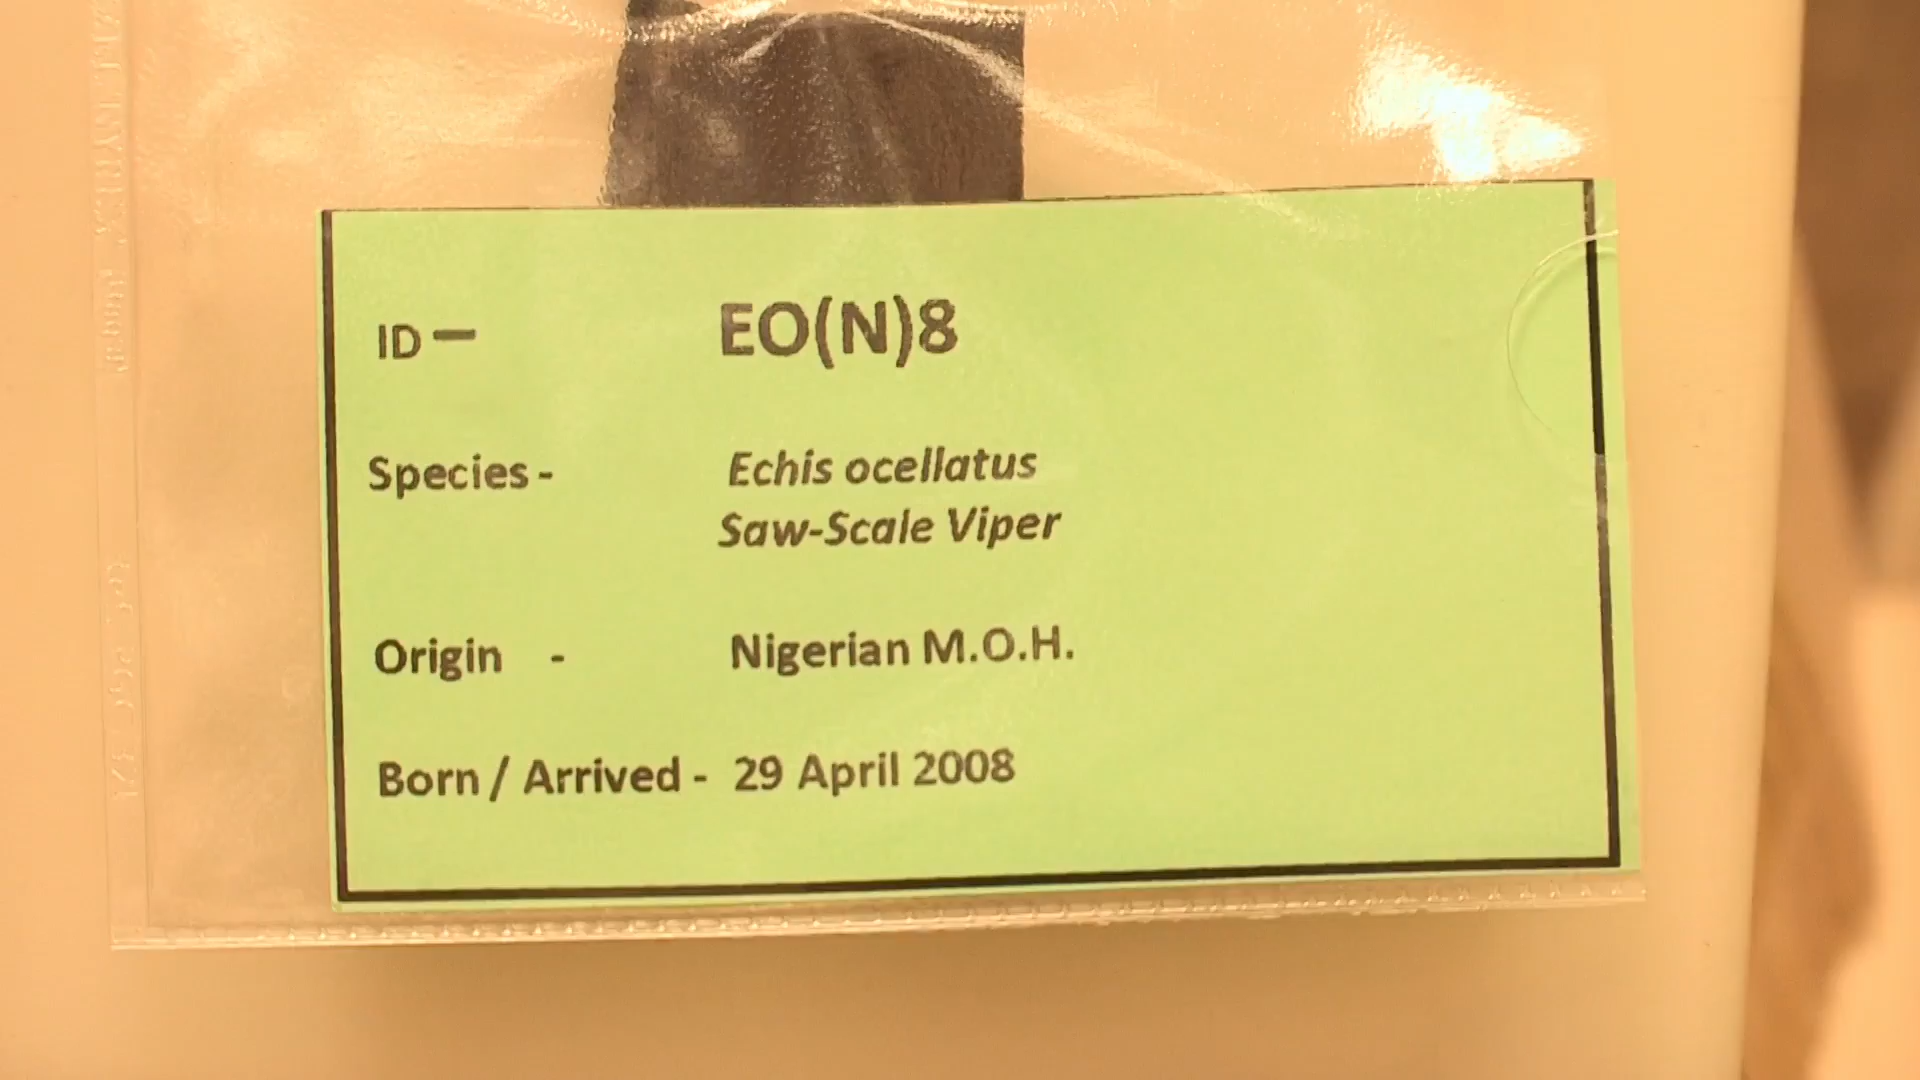 ID – EO(N)8
Species - Echis ocellatus
Saw-Scale Viper
Origin - Nigerian M.O.H.
Born / Arrived - 29 April 2008